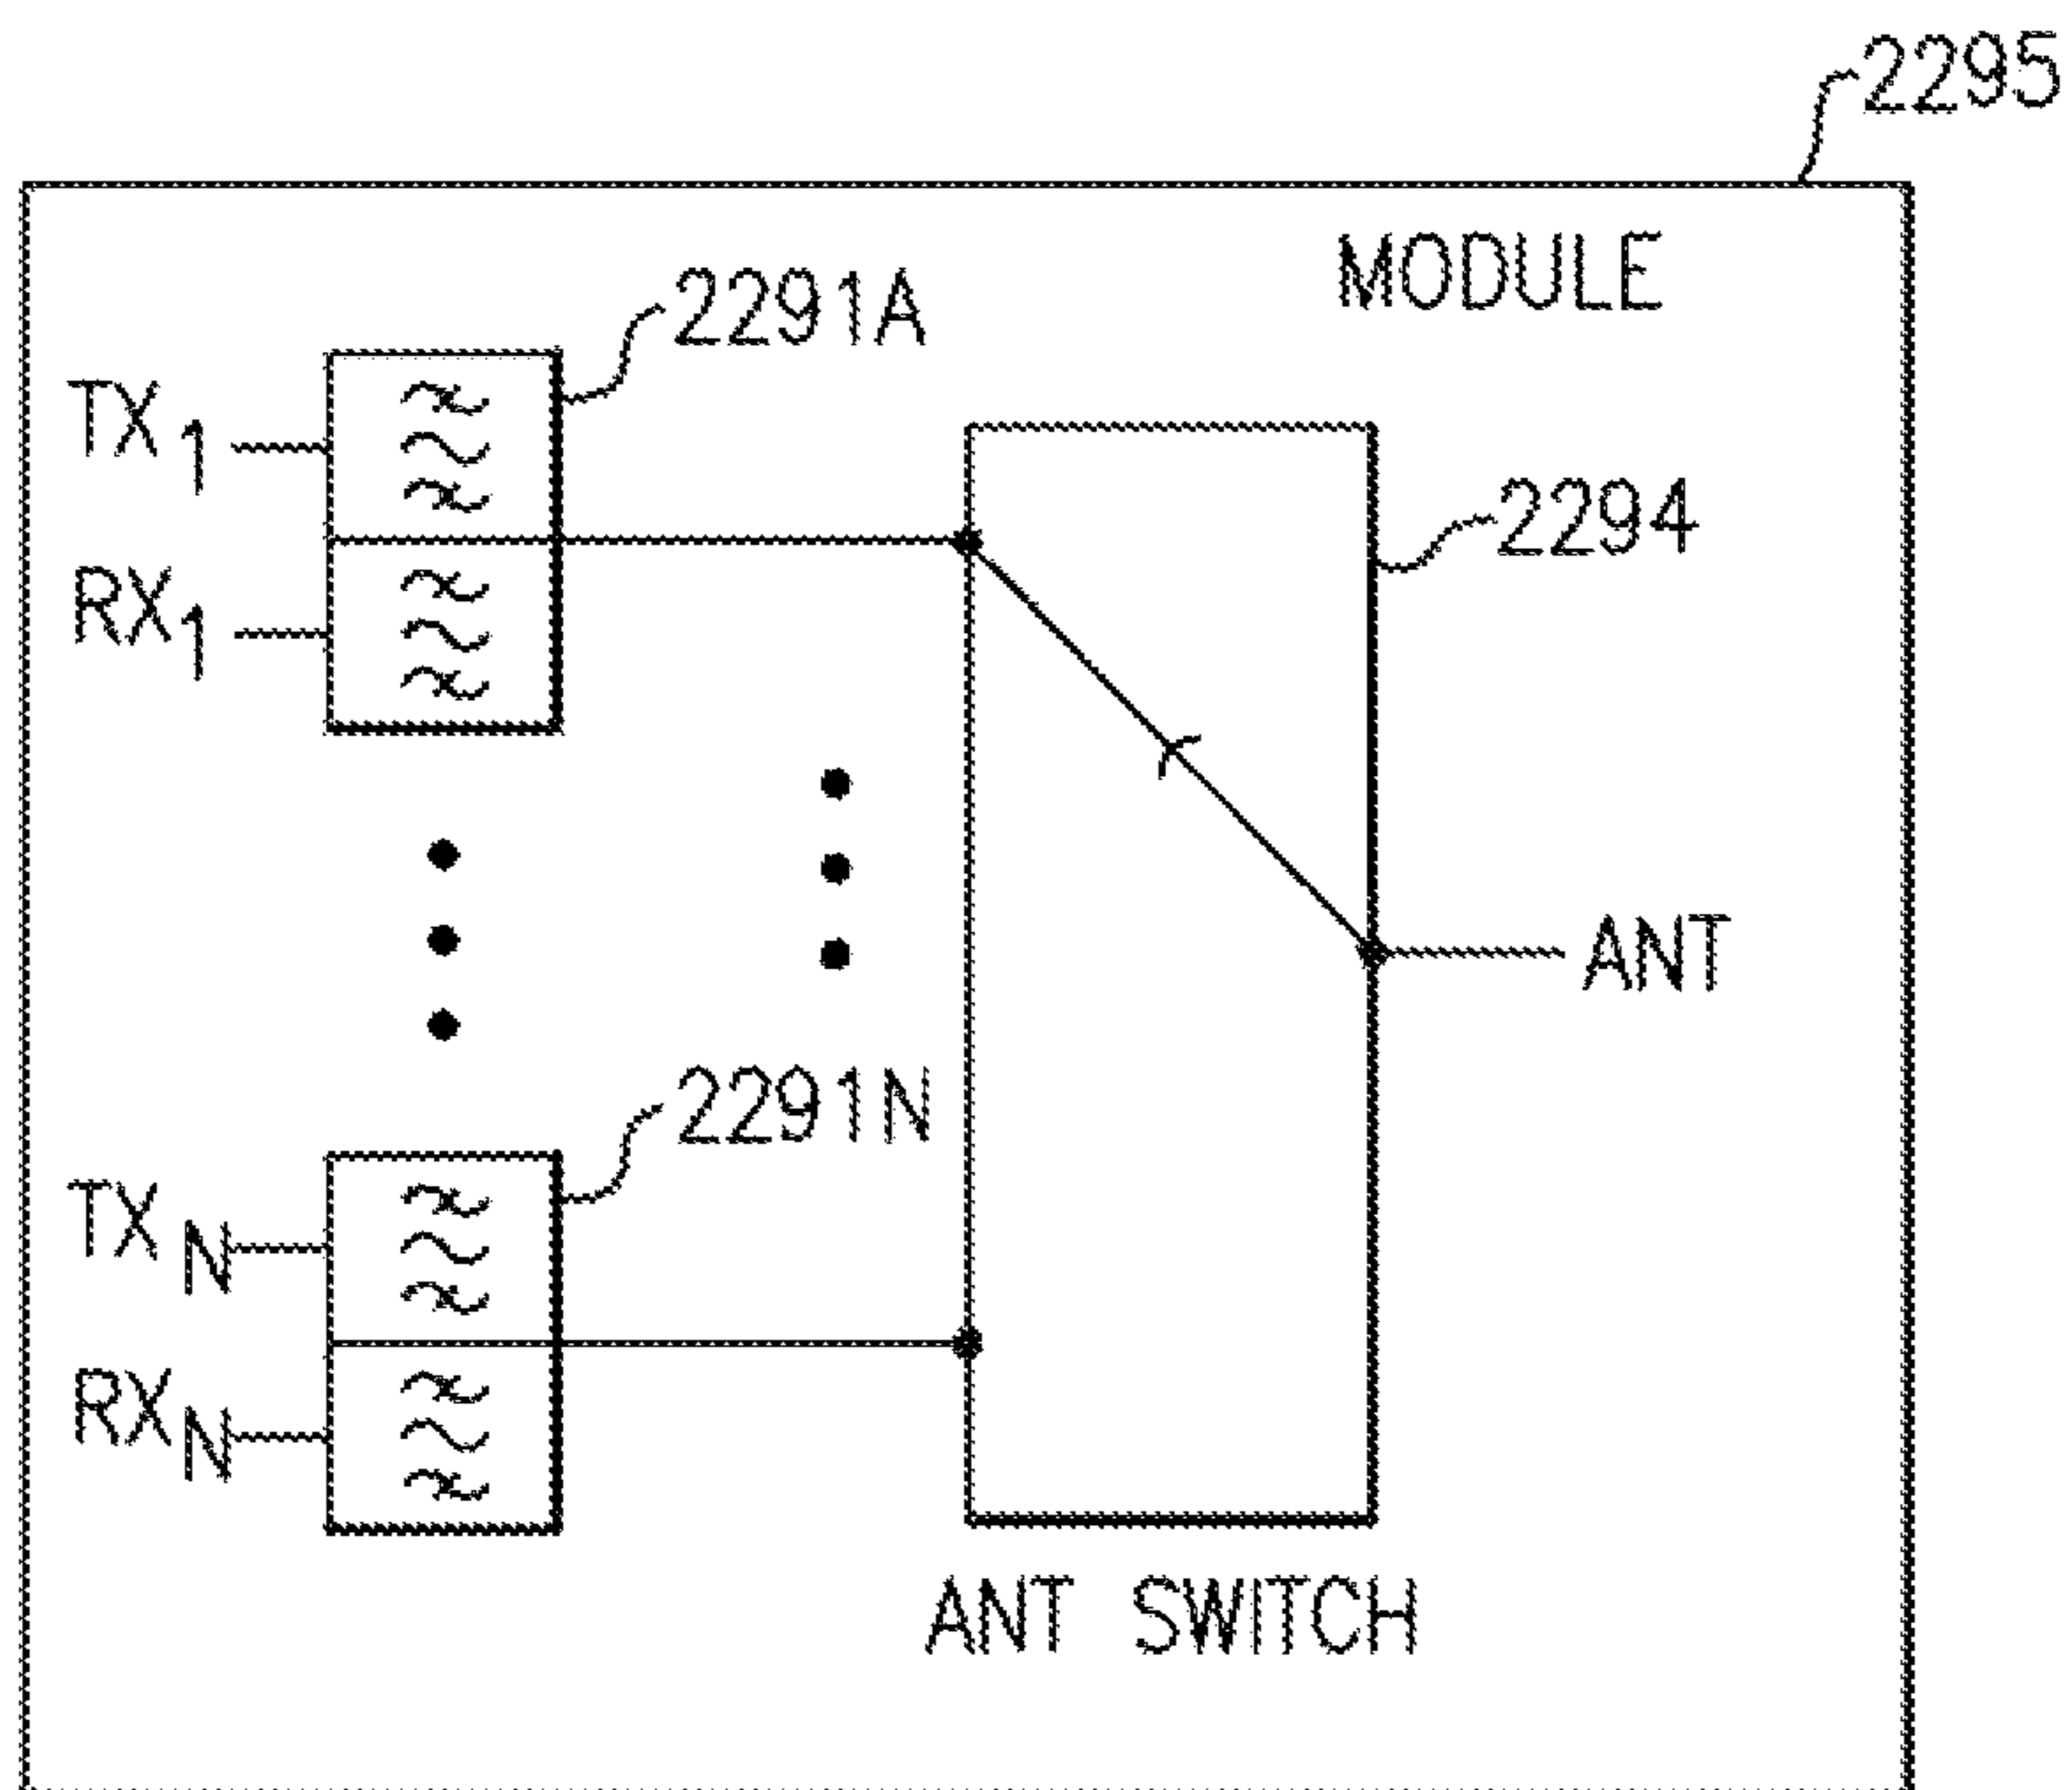 2295
MODULE
2291A
TX1
RX1
2294
ANT
2291N
TXN
RXN
ANT SWITCH